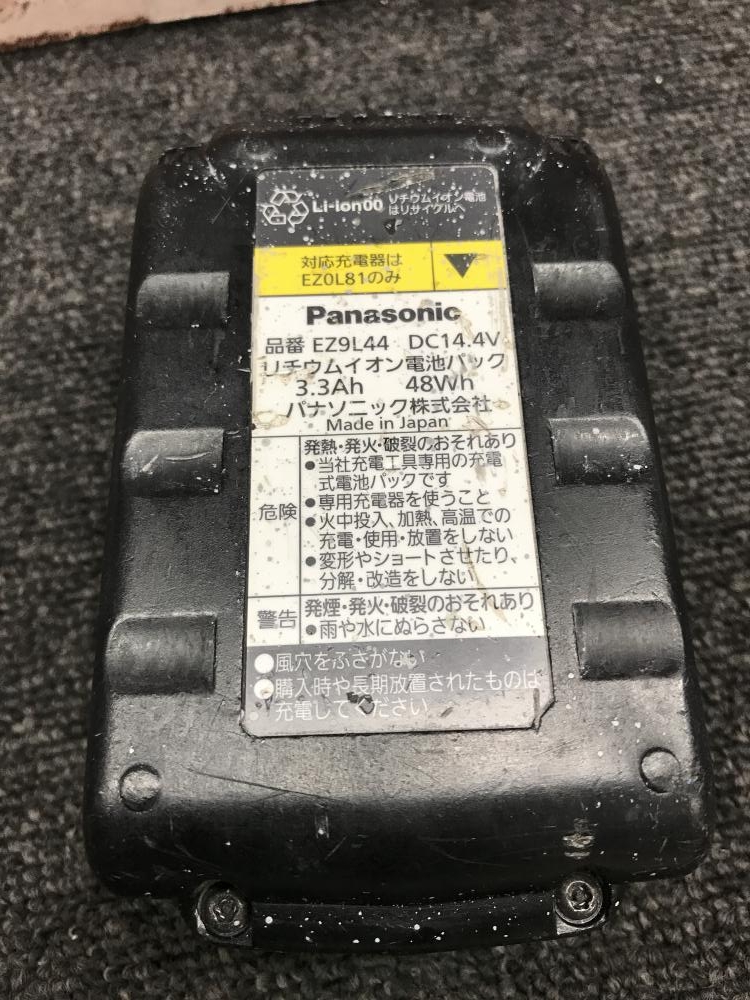 Li-ion00 リチウムイオン電池
はリサイクルへ
対応充電器は
EZ0L81のみ
Panasonic
品番 EZ9L44 DC14.4V
リチウムイオン電池パック
3.3Ah 48Wh
パナソニック株式会社
Made in Japan
危険
発熱・発火・破裂のおそれあり
●当社充電工具専用の充電
式電池パックです
●専用充電器を使うこと
●火中投入、加熱、高温での
充電・使用・放置をしない
●変形やショートさせたり、
分解・改造をしない
警告
発煙・発火・破裂のおそれあり
●雨や水にぬらさない
●風穴をふさがない
●購入時や長期放置されたものは
充電してください